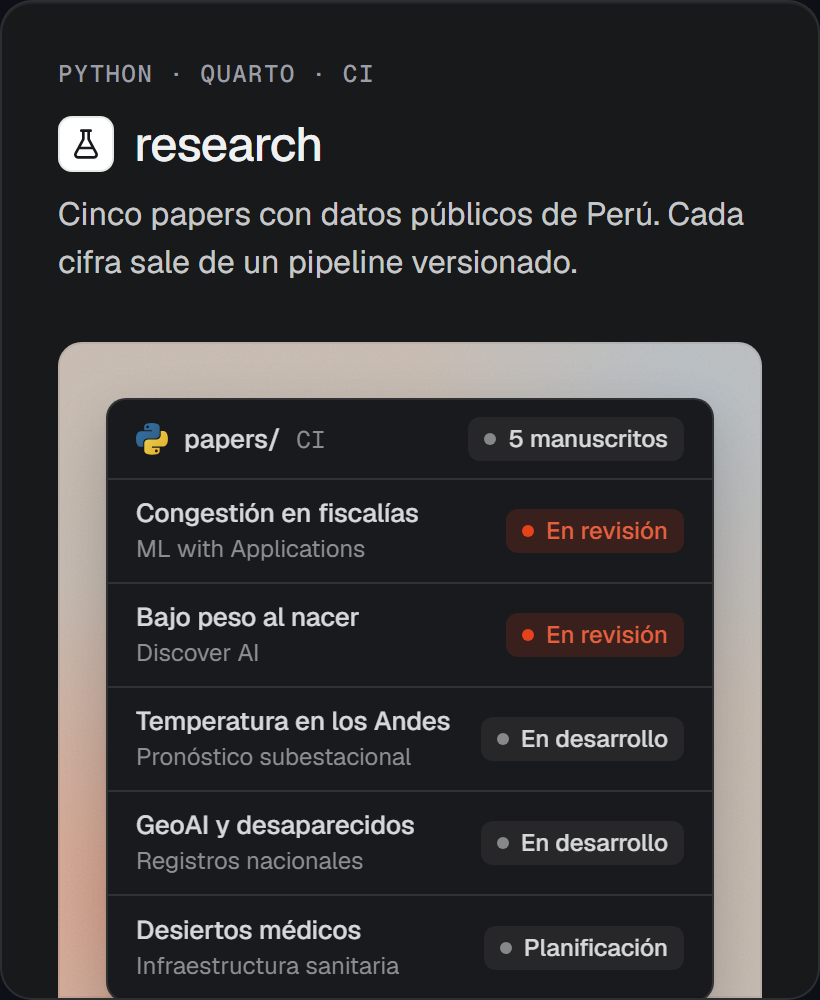 PYTHON · QUARTO · CI
research
Cinco papers con datos públicos de Perú. Cada
cifra sale de un pipeline versionado.
papers/ CI
5 manuscritos
Congestión en fiscalías
ML with Applications
En revisión
Bajo peso al nacer
Discover AI
En revisión
Temperatura en los Andes
Pronóstico subestacional
En desarrollo
GeoAI y desaparecidos
Registros nacionales
En desarrollo
Desiertos médicos
Infraestructura sanitaria
Planificación